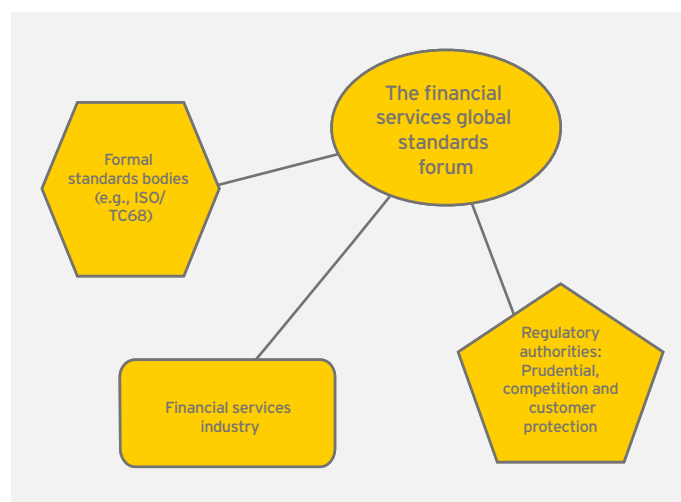 The financial
services global
standards
forum
Formal
standards bodies
(e.g., ISO/
TC68)
Financial services
industry
Regulatory
authorities:
Prudential,
competition and
customer
protection